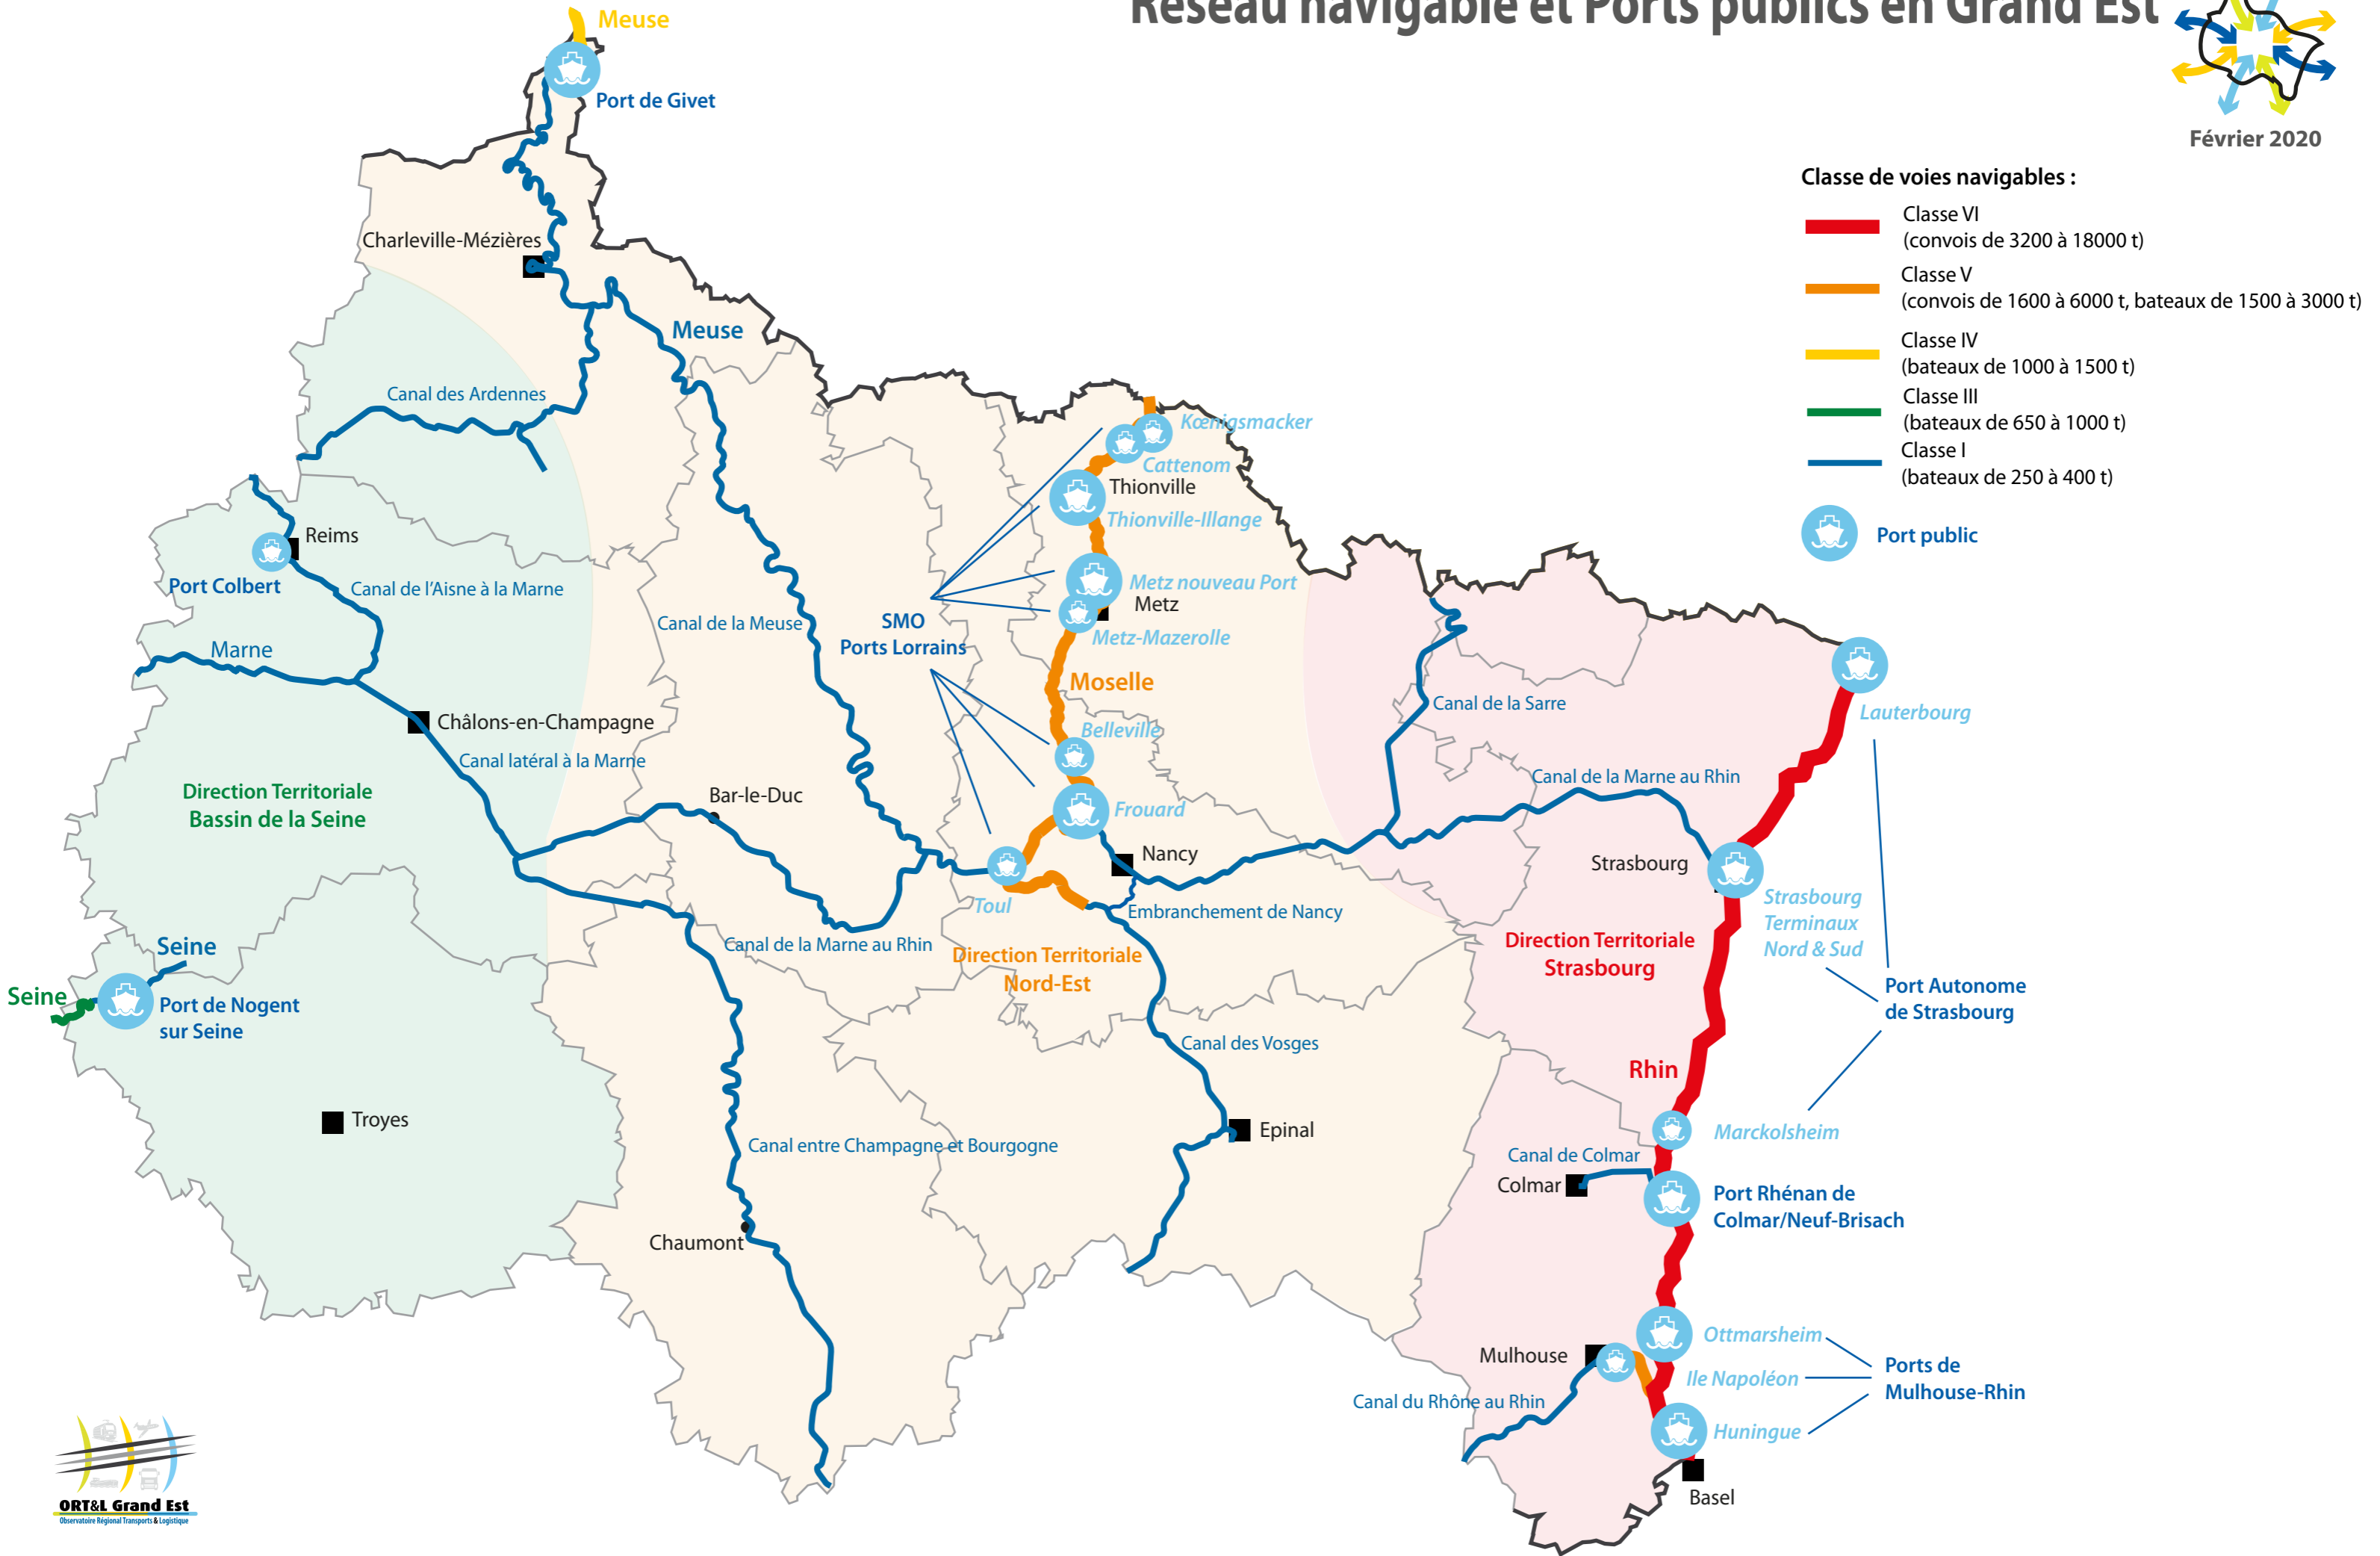 Réseau navigable et Ports publics en Grand Est
Février 2020
Classe de voies navigables :
Classe VI
(convois de 3200 à 18000 t)
Classe V
(convois de 1600 à 6000 t, bateaux de 1500 à 3000 t)
Classe IV
(bateaux de 1000 à 1500 t)
Classe III
(bateaux de 650 à 1000 t)
Classe I
(bateaux de 250 à 400 t)
Port public
Meuse
Port de Givet
Charleville-Mézières
Meuse
Canal des Ardennes
Kœnigsmacker
Cattenom
Thionville
Thionville-Illange
Reims
Port Colbert
Canal de l'Aisne à la Marne
Metz nouveau Port
Metz
Metz-Mazerolle
Canal de la Meuse
SMO
Ports Lorrains
Marne
Moselle
Canal de la Sarre
Lauterbourg
Châlons-en-Champagne
Belleville
Canal latéral à la Marne
Canal de la Marne au Rhin
Direction Territoriale
Bassin de la Seine
Bar-le-Duc
Frouard
Nancy
Strasbourg
Toul
Embranchement de Nancy
Strasbourg
Terminaux
Nord & Sud
Canal de la Marne au Rhin
Direction Territoriale
Nord-Est
Direction Territoriale
Strasbourg
Seine
Seine
Port de Nogent
sur Seine
Port Autonome
de Strasbourg
Canal des Vosges
Rhin
Troyes
Epinal
Marckolsheim
Canal entre Champagne et Bourgogne
Canal de Colmar
Colmar
Port Rhénan de
Colmar/Neuf-Brisach
Chaumont
Ottmarsheim
Mulhouse
Ile Napoléon
Ports de
Mulhouse-Rhin
Canal du Rhône au Rhin
Huningue
Basel
ORT&L Grand Est
Observatoire Régional Transports & Logistique